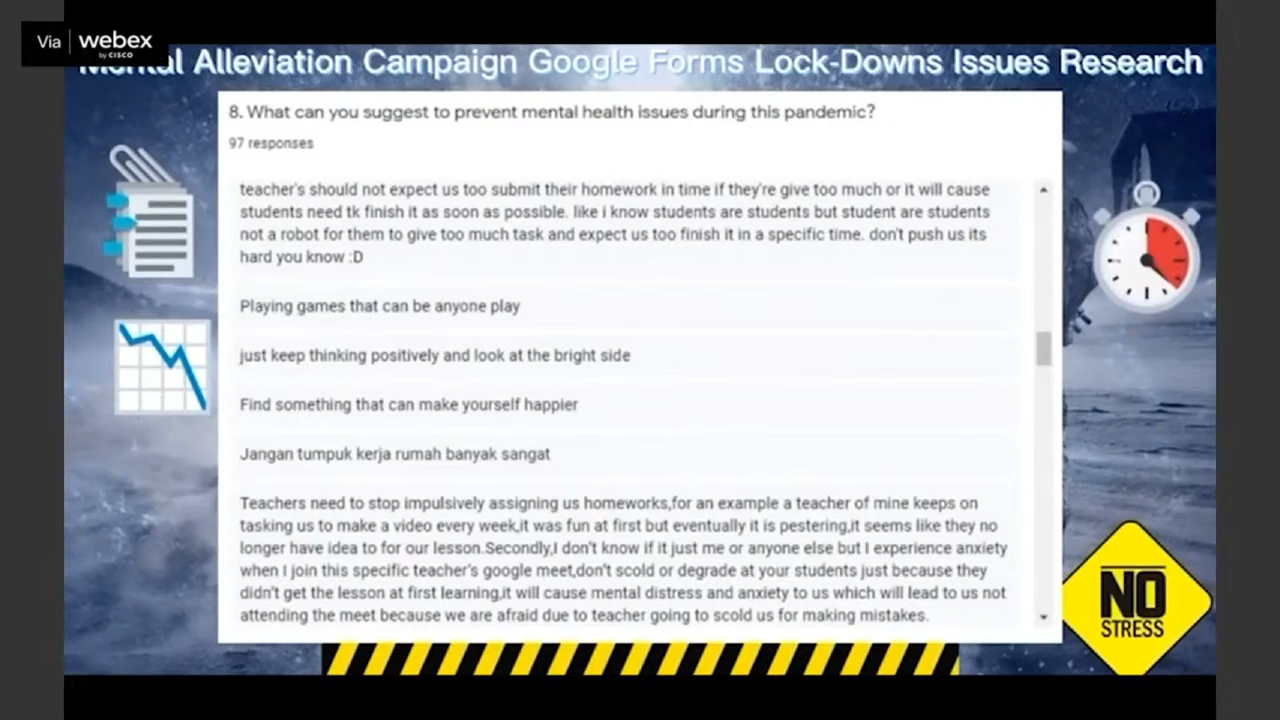 Via webex
by CISCO
Mental Alleviation Campaign Google Forms Lock-Downs Issues Research
8. What can you suggest to prevent mental health issues during this pandemic?
97 responses
teacher's should not expect us too submit their homework in time if they're give too much or it will cause
students need tk finish it as soon as possible. like i know students are students but student are students
not a robot for them to give too much task and expect us too finish it in a specific time. don't push us its
hard you know :D
Playing games that can be anyone play
just keep thinking positively and look at the bright side
Find something that can make yourself happier
Jangan tumpuk kerja rumah banyak sangat
Teachers need to stop impulsively assigning us homeworks,for an example a teacher of mine keeps on
tasking us to make a video every week,it was fun at first but eventually it is pestering,it seems like they no
longer have idea to for our lesson.Secondly,I don't know if it just me or anyone else but I experience anxiety
when I join this specific teacher's google meet,don't scold or degrade at your students just because they
didn't get the lesson at first learning,it will cause mental distress and anxiety to us which will lead to us not
attending the meet because we are afraid due to teacher going to scold us for making mistakes.
NO
STRESS